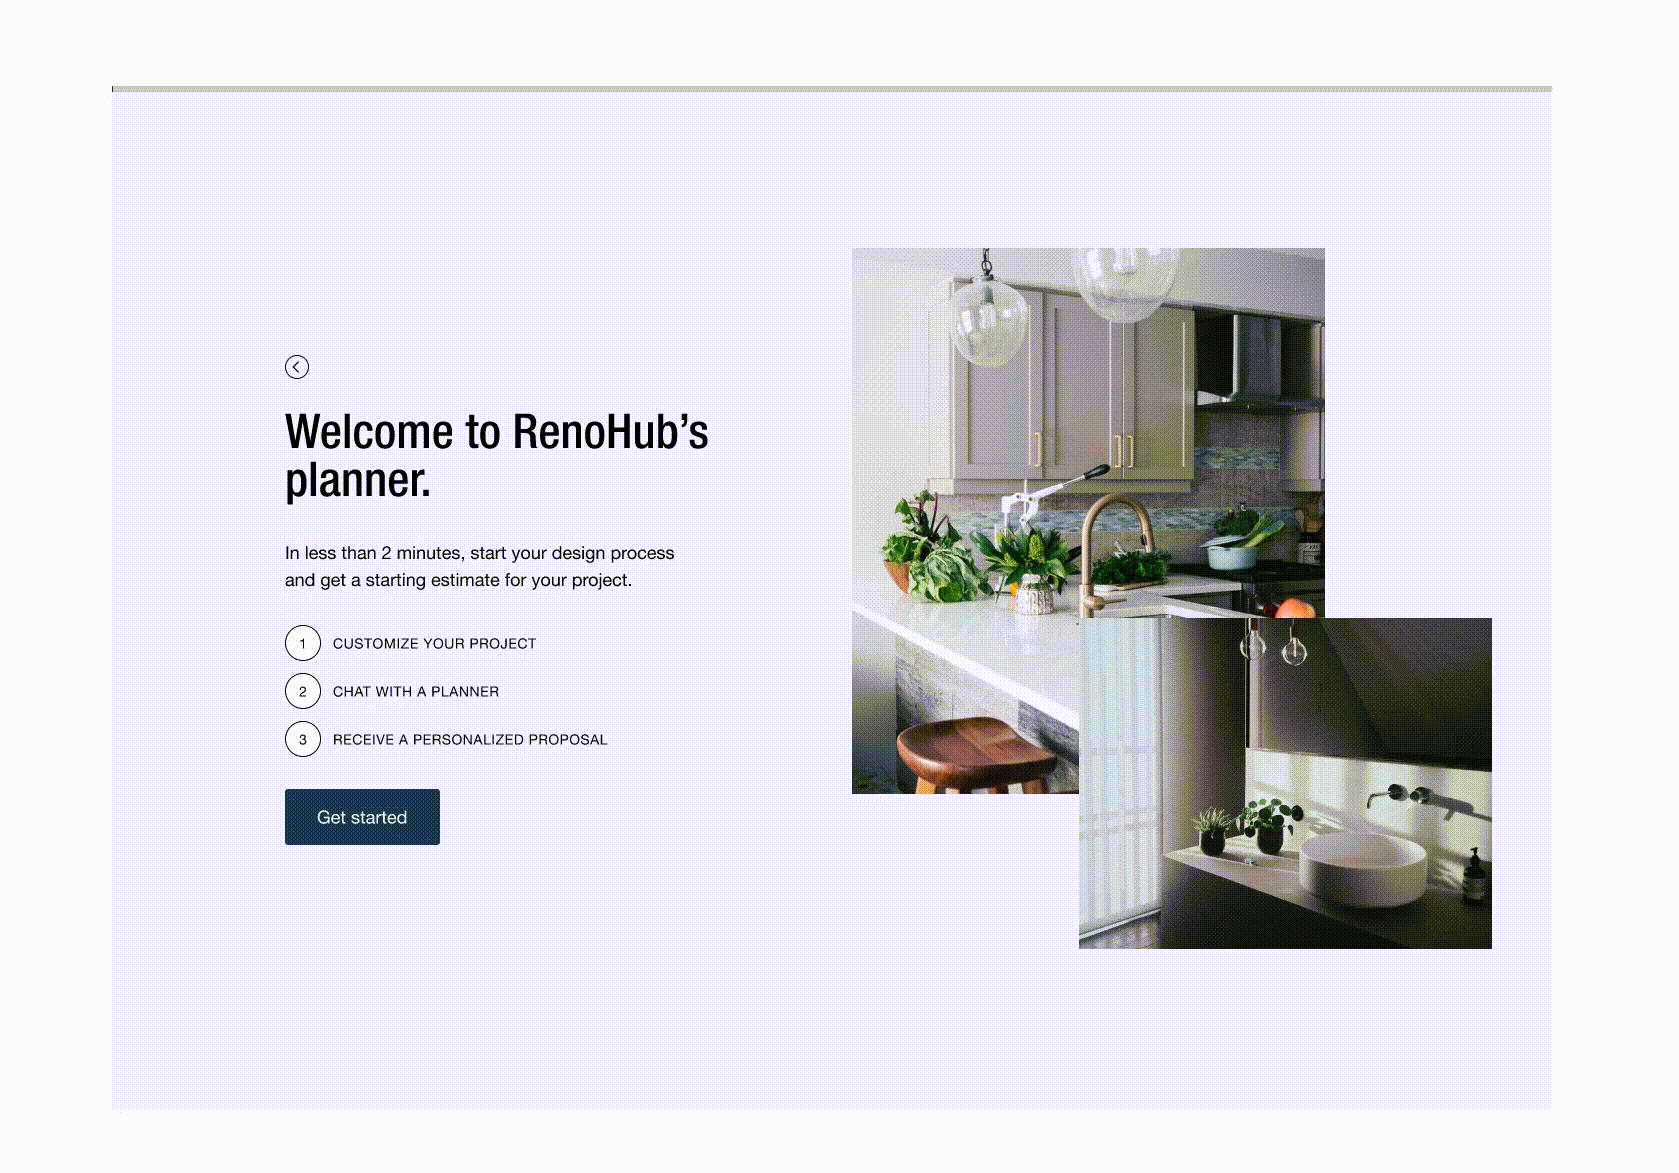 Welcome to RenoHub’s
planner.
In less than 2 minutes, start your design process
and get a starting estimate for your project.
1 CUSTOMIZE YOUR PROJECT
2 CHAT WITH A PLANNER
3 RECEIVE A PERSONALIZED PROPOSAL
Get started